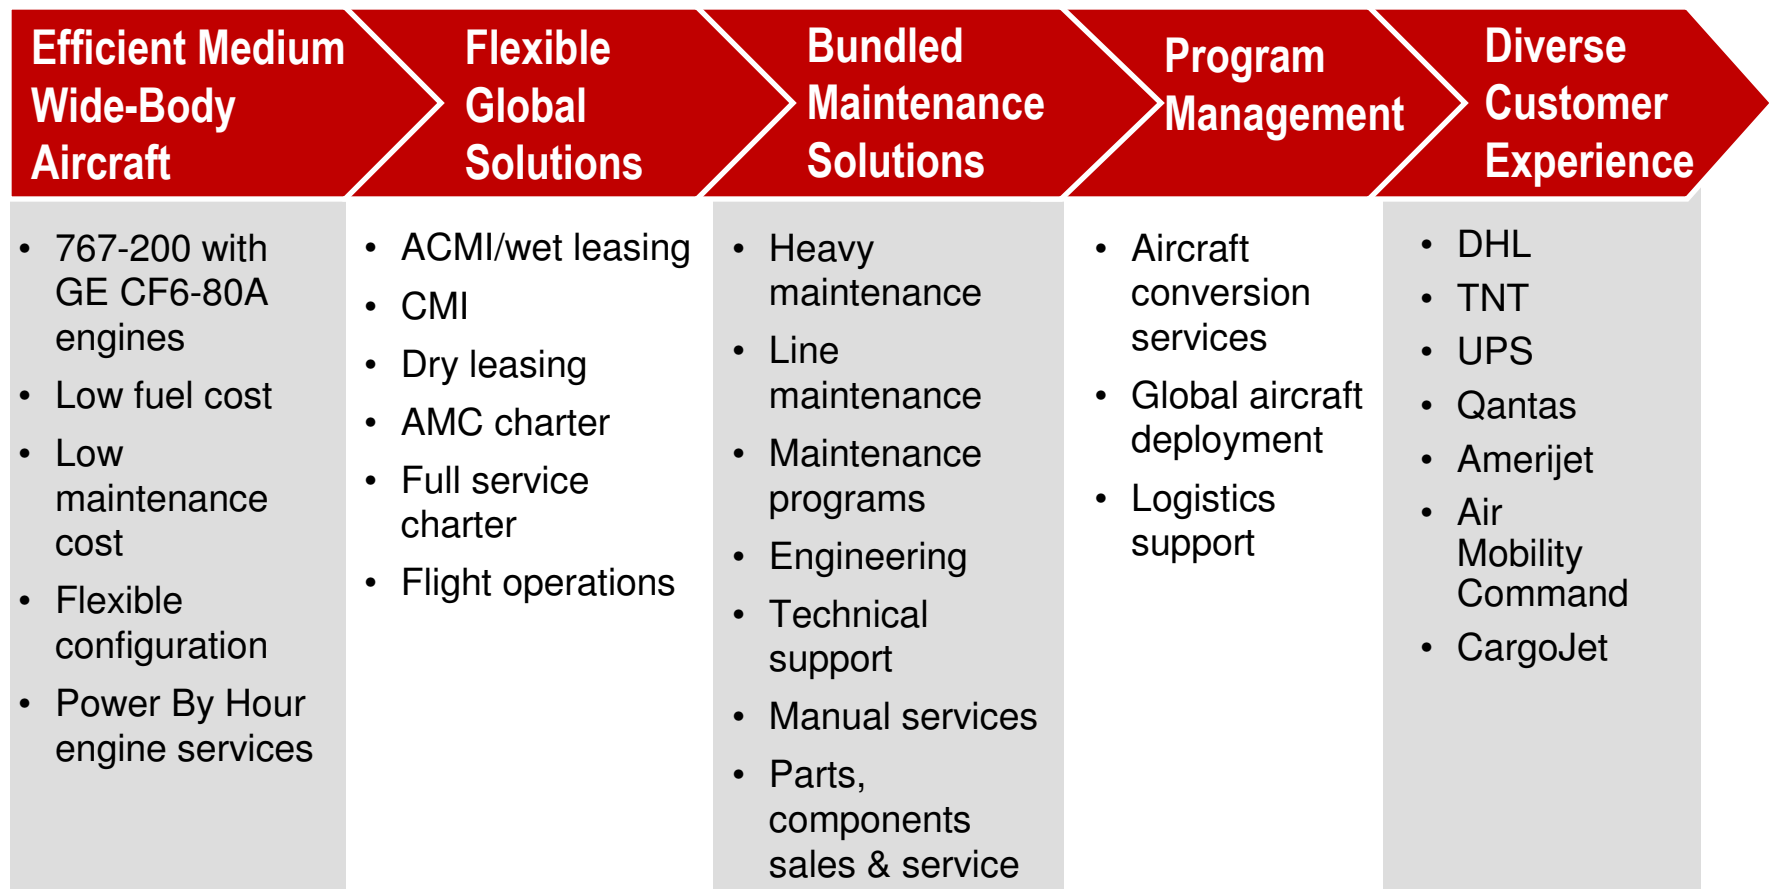 Efficient Medium
Wide-Body
Aircraft
Flexible
Global
Solutions
Bundled
Maintenance
Solutions
Program
Management
Diverse
Customer
Experience
• 767-200 with
GE CF6-80A
engines
• Low fuel cost
• Low
maintenance
cost
• Flexible
configuration
• Power By Hour
engine services
• ACMI/wet leasing
• CMI
• Dry leasing
• AMC charter
• Full service
charter
• Flight operations
• Heavy
maintenance
• Line
maintenance
• Maintenance
programs
• Engineering
• Technical
support
• Manual services
• Parts,
components
sales & service
• Aircraft
conversion
services
• Global aircraft
deployment
• Logistics
support
• DHL
• TNT
• UPS
• Qantas
• Amerijet
• Air
Mobility
Command
• CargoJet